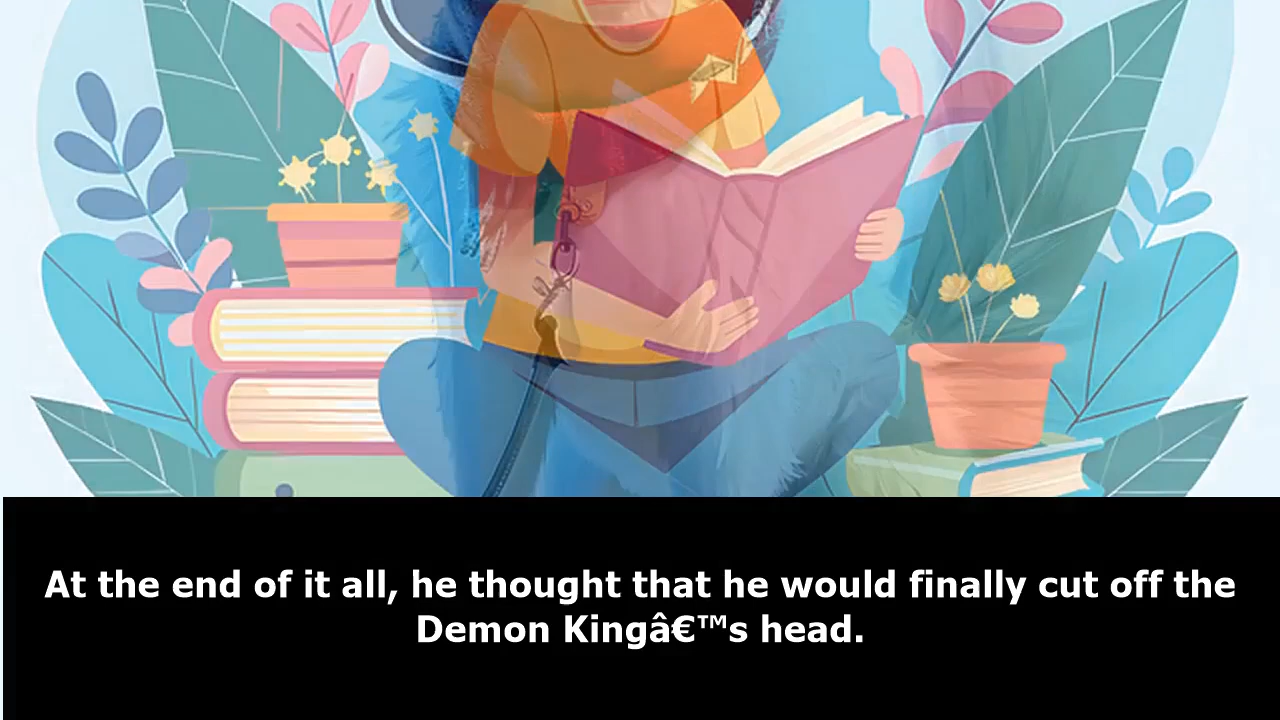 At the end of it all, he thought that he would finally cut off the
Demon Kingâ€™s head.